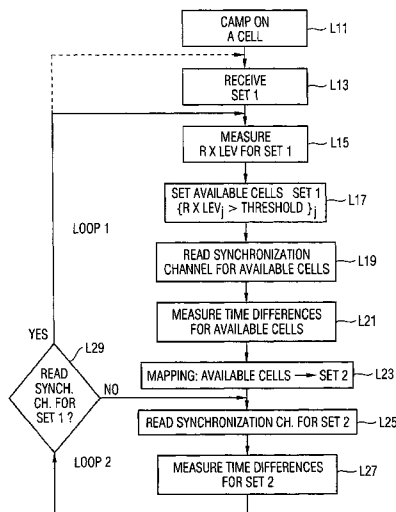 CAMP ON
A CELL
L11
RECEIVE
SET 1
L13
MEASURE
R X LEV FOR SET 1
L15
SET AVAILABLE CELLS SET 1
{R X LEVj > THRESHOLD }j
L17
LOOP 1
READ SYNCHRONIZATION
CHANNEL FOR AVAILABLE CELLS
L19
MEASURE TIME DIFFERENCES
FOR AVAILABLE CELLS
L21
YES
L29
READ
SYNCH.
CH. FOR
SET 1 ?
NO
MAPPING: AVAILABLE CELLS → SET 2
L23
READ SYNCHRONIZATION CH. FOR SET 2
L25
LOOP 2
MEASURE TIME DIFFERENCES
FOR SET 2
L27